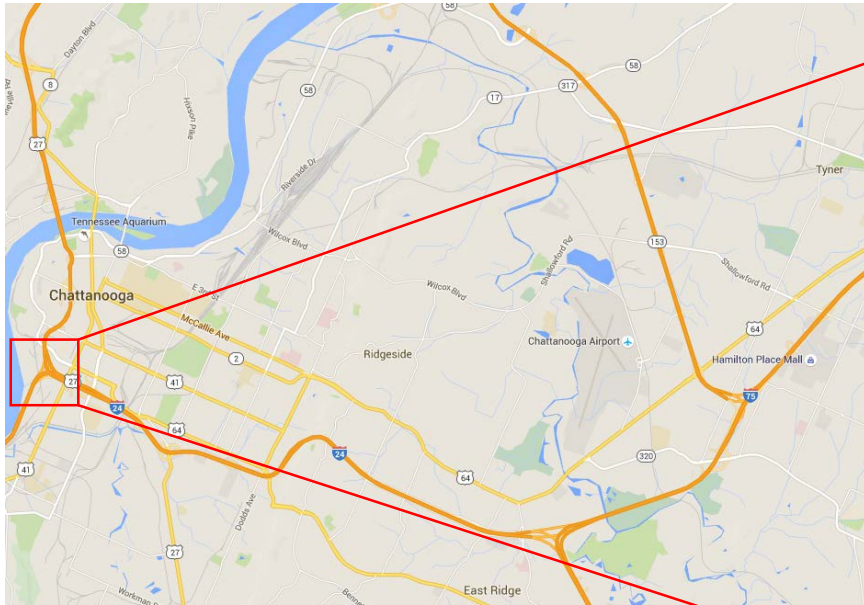 58
Dayton Blvd
58
58
8
317
17
Hixson Pike
58
27
Riverside Dr
Tyner
Tennessee Aquarium
Wilcox Blvd
Shallowford Rd
153
58
Shallowford Rd
Wilcox Blvd
E 3rd St
Chattanooga
McCallie Ave
64
Chattanooga Airport
Ridgeside
2
Hamilton Place Mall
27
41
75
24
64
24
320
41
64
Dodds Ave
27
East Ridge